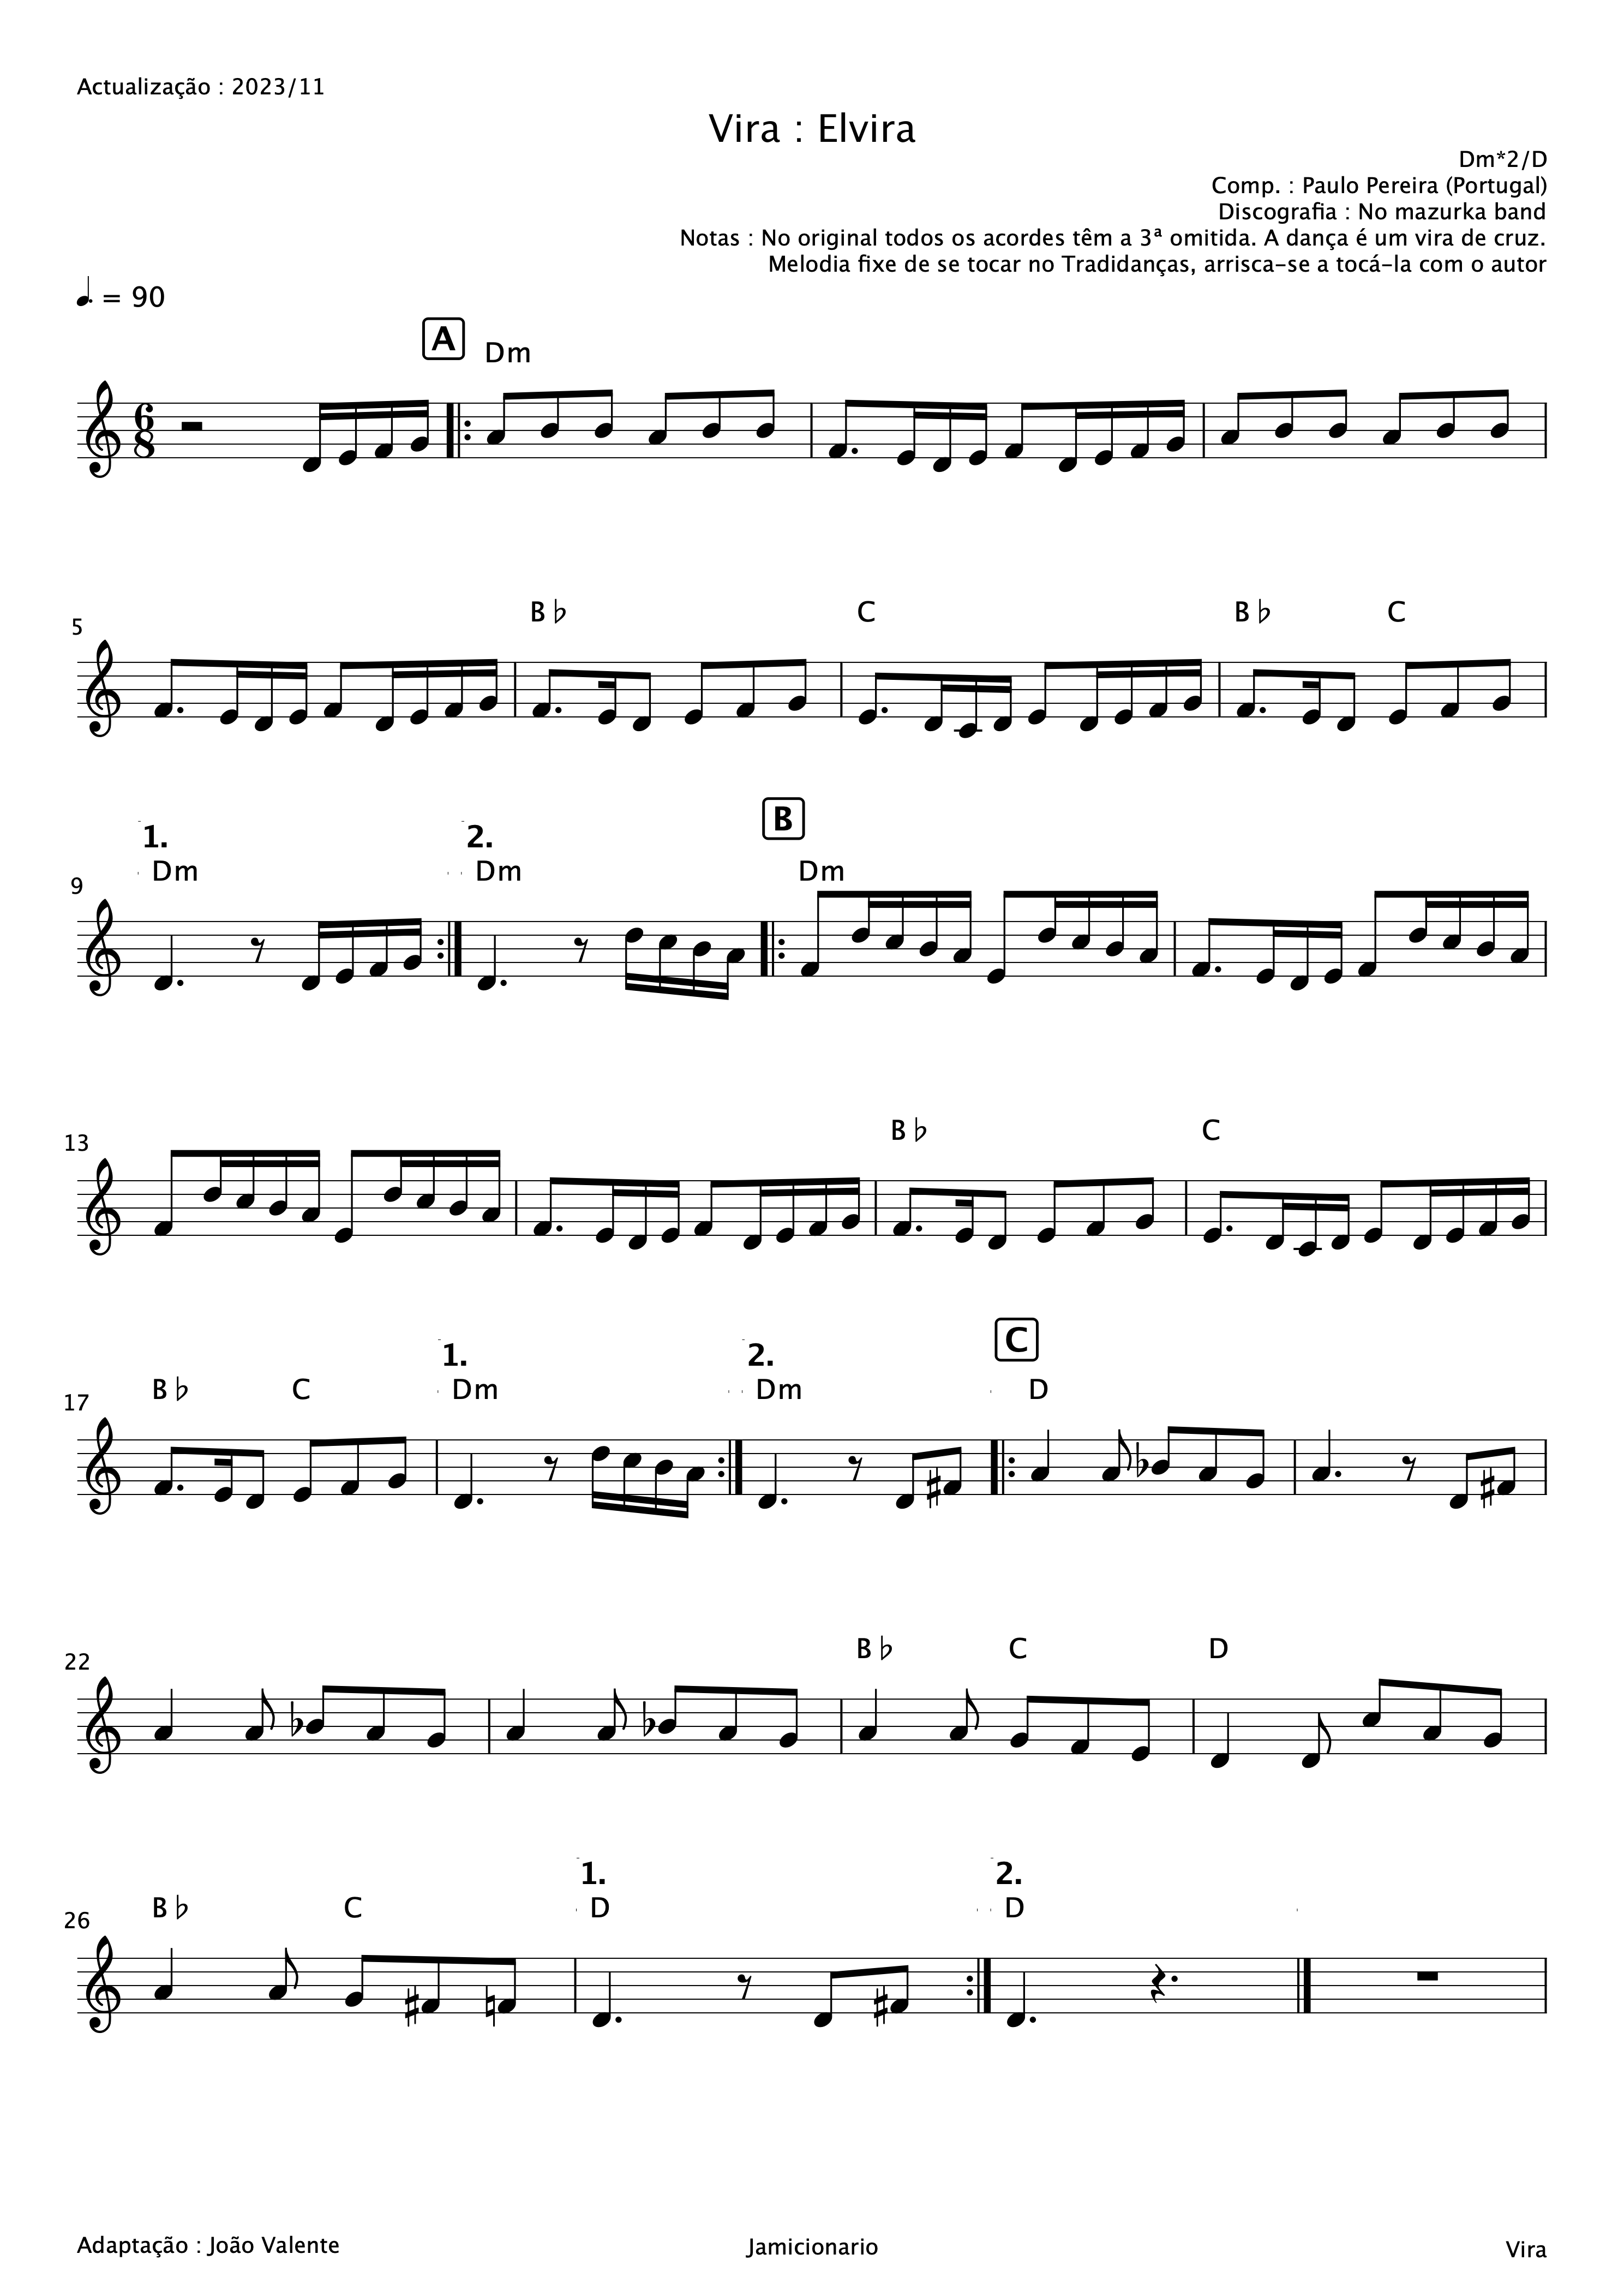 Actualização : 2023/11
Vira : Elvira
Dm*2/D
Comp. : Paulo Pereira (Portugal)
Discografia : No mazurka band
Notas : No original todos os acordes têm a 3ª omitida. A dança é um vira de cruz.
Melodia fixe de se tocar no Tradidanças, arrisca-se a tocá-la com o autor
= 90
A Dm
6
8
B♭ C B♭ C
5
1. 2. B
Dm Dm Dm
9
B♭ C
13
1. 2. C
B♭ C Dm Dm D
17
B♭ C D
22
1. 2.
B♭ C D D
26
Adaptação : João Valente Jamicionario Vira